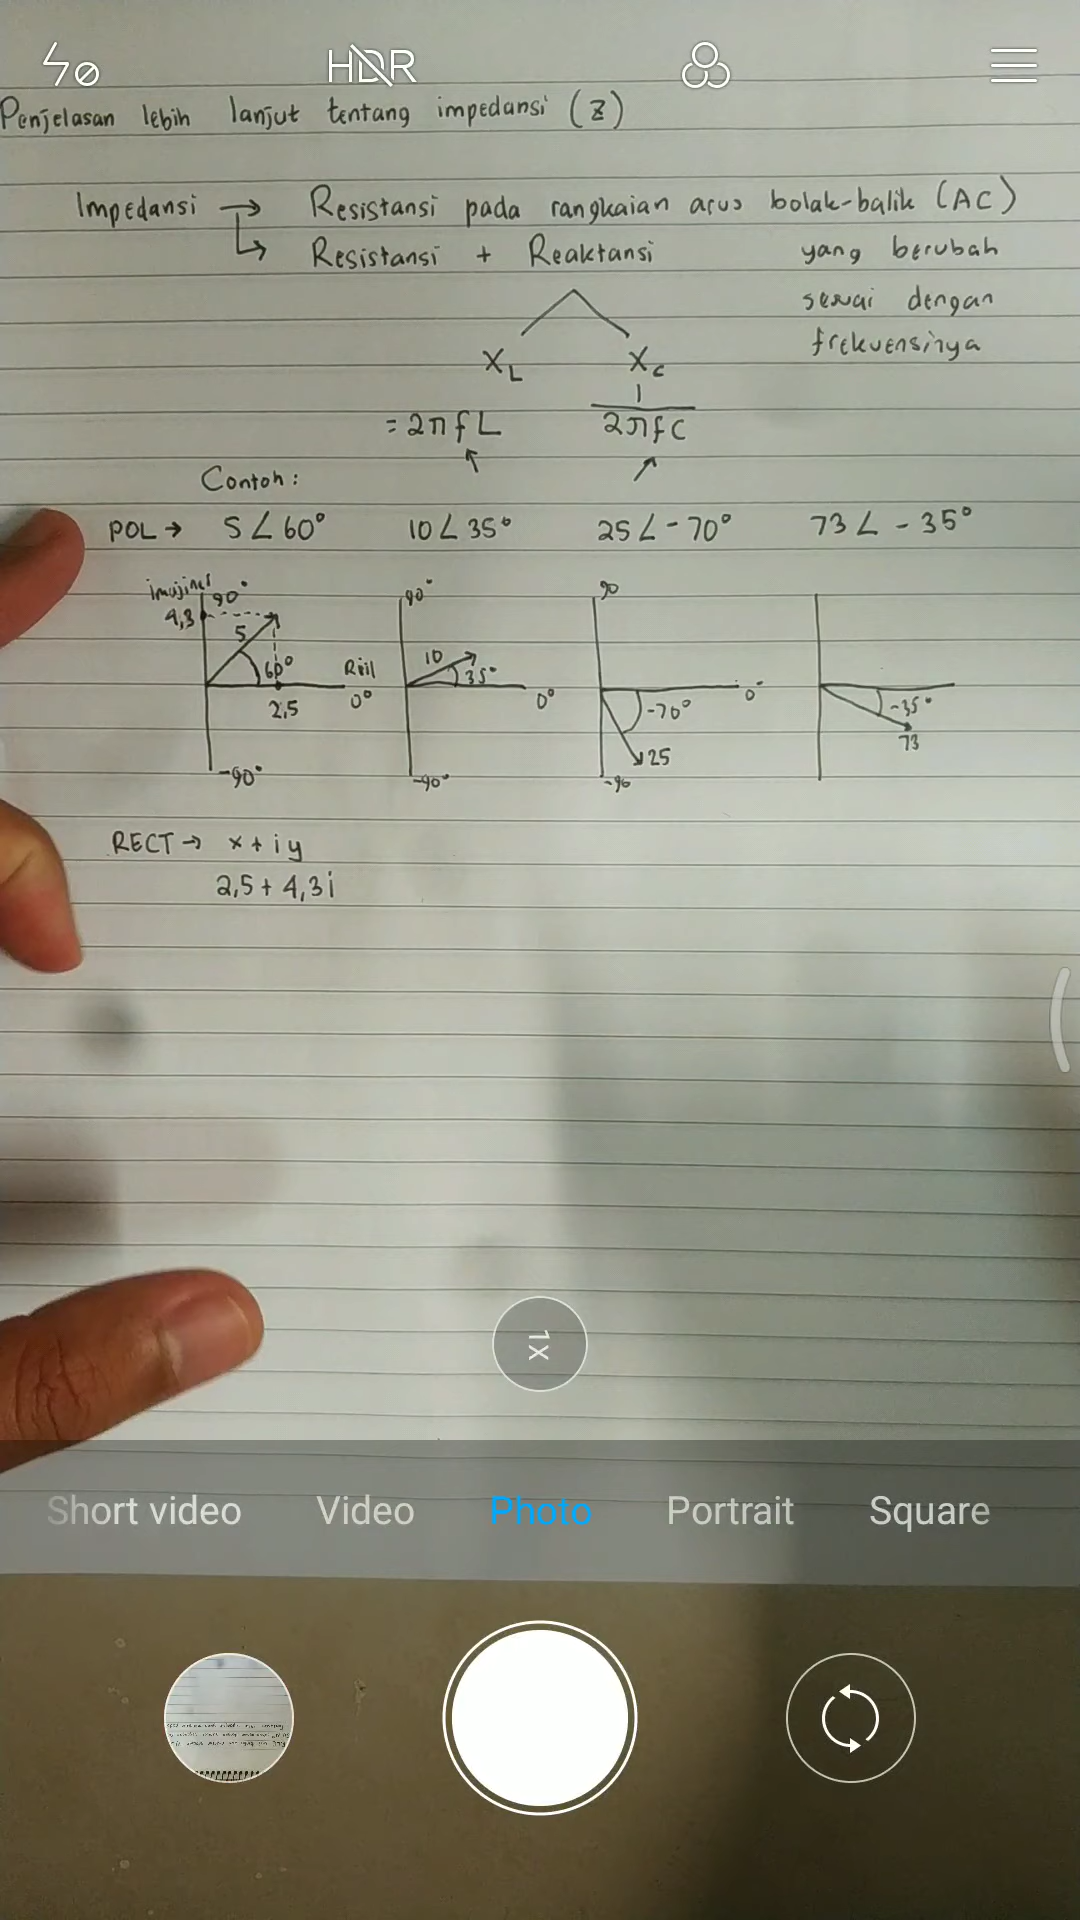 HDR
Penjelasan lebih lanjut tentang impedansi (Z)
Impedansi → Resistansi pada rangkaian arus bolak-balik (AC)
↳ Resistansi + Reaktansi yang berubah
sesuai dengan
frekuensinya
X_L X_C
= 2πfL 1/2πfC
Contoh:
POL → 5∠60° 10∠35° 25∠-70° 73∠-35°
imajiner 90° 90° 90
4,3 5 60° Riil 10 35°
2,5 0° 0° -70° 0° -35°
25 73
-90° -90° -90
RECT → x + iy
2,5 + 4,3i
1X
Short video Video Photo Portrait Square